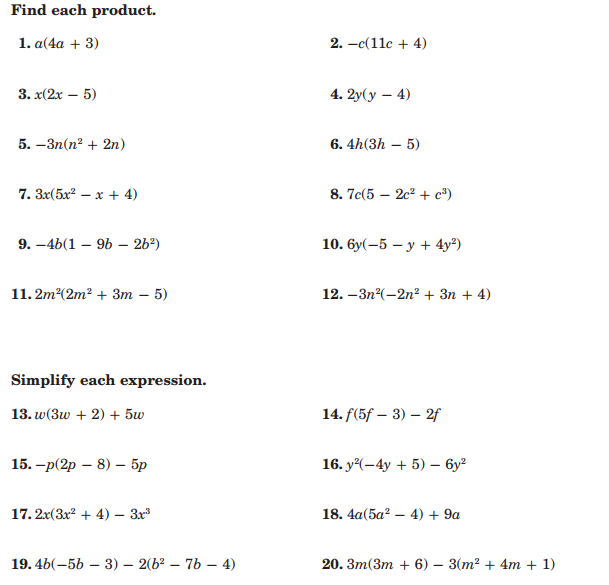 Find each product.
1. a(4a + 3)
2. −c(11c + 4)
3. x(2x − 5)
4. 2y(y − 4)
5. −3n(n² + 2n)
6. 4h(3h − 5)
7. 3x(5x² − x + 4)
8. 7c(5 − 2c² + c³)
9. −4b(1 − 9b − 2b²)
10. 6y(−5 − y + 4y²)
11. 2m²(2m² + 3m − 5)
12. −3n²(−2n² + 3n + 4)
Simplify each expression.
13. w(3w + 2) + 5w
14. f(5f − 3) − 2f
15. −p(2p − 8) − 5p
16. y²(−4y + 5) − 6y²
17. 2x(3x² + 4) − 3x³
18. 4a(5a² − 4) + 9a
19. 4b(−5b − 3) − 2(b² − 7b − 4)
20. 3m(3m + 6) − 3(m² + 4m + 1)